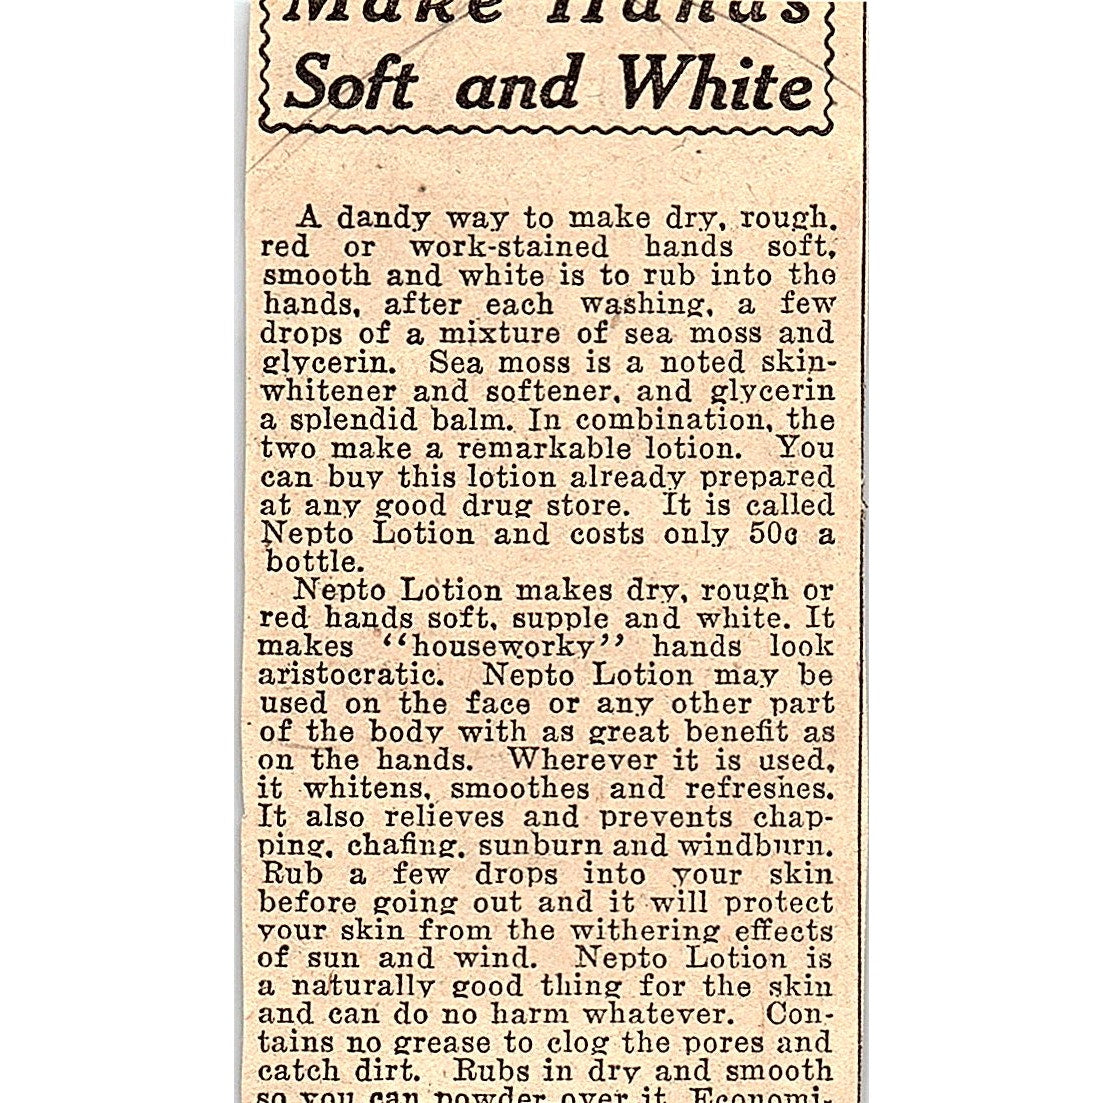 Make Hands
Soft and White
A dandy way to make dry, rough,
red or work-stained hands soft,
smooth and white is to rub into the
hands, after each washing, a few
drops of a mixture of sea moss and
glycerin. Sea moss is a noted skin-
whitener and softener, and glycerin
a splendid balm. In combination, the
two make a remarkable lotion. You
can buy this lotion already prepared
at any good drug store. It is called
Nepto Lotion and costs only 50c a
bottle.
Nepto Lotion makes dry, rough or
red hands soft, supple and white. It
makes "houseworky" hands look
aristocratic. Nepto Lotion may be
used on the face or any other part
of the body with as great benefit as
on the hands. Wherever it is used,
it whitens, smoothes and refreshes.
It also relieves and prevents chap-
ping, chafing, sunburn and windburn.
Rub a few drops into your skin
before going out and it will protect
your skin from the withering effects
of sun and wind. Nepto Lotion is
a naturally good thing for the skin
and can do no harm whatever. Con-
tains no grease to clog the pores and
catch dirt. Rubs in dry and smooth
so you can powder over it. Economi-